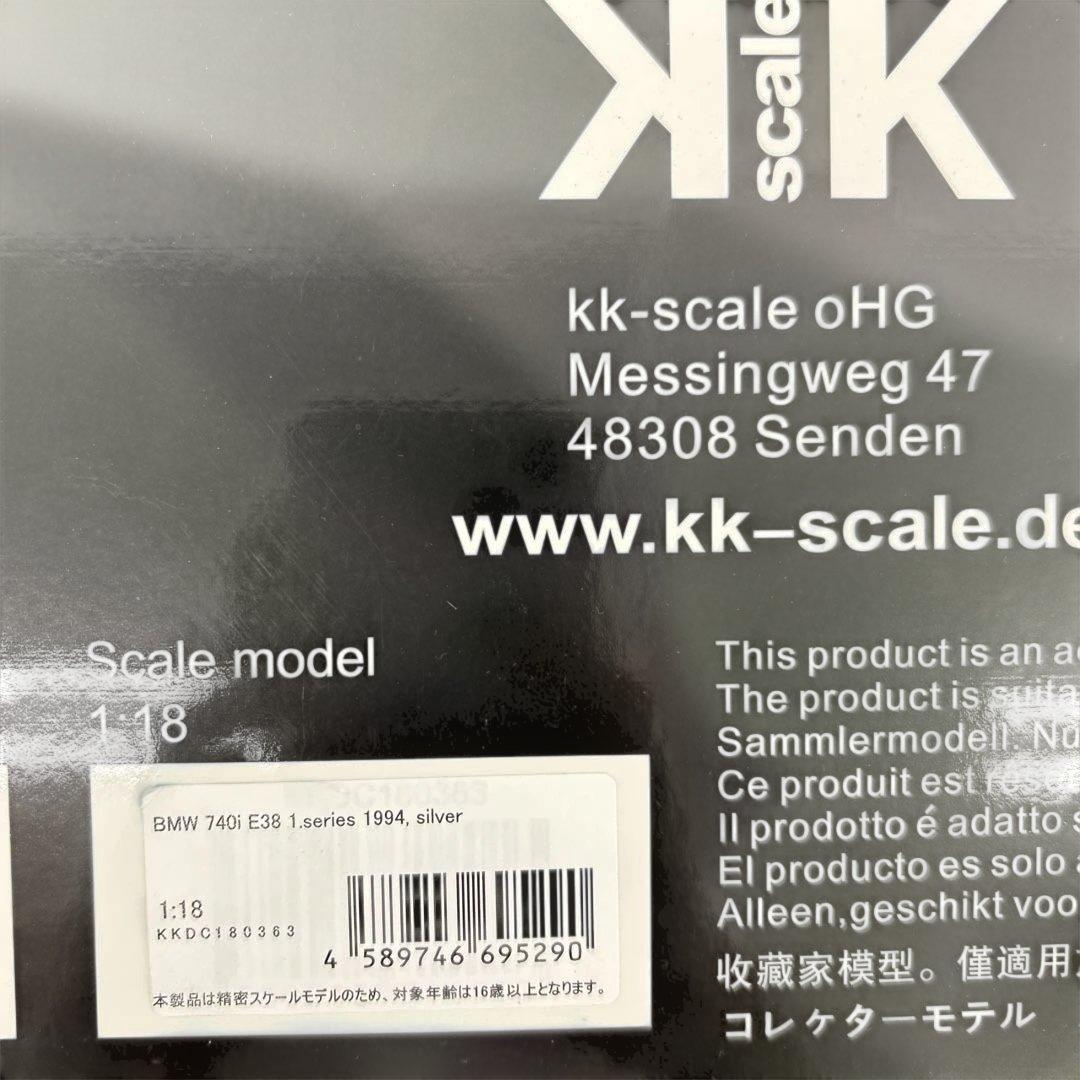 kk
scale
kk-scale oHG
Messingweg 47
48308 Senden
www.kk–scale.de
Scale model
1:18
BMW 740i E38 1.series 1994, silver
1:18
KKDC180363
4 589746 695290
本製品は精密スケールモデルのため、対象年齢は16歳以上となります。
This product is an
The product is
Sammlermodell.
Ce produit est
Il prodotto é adatto
El producto es solo
Alleen,geschikt
收藏家模型。僅適用
コレケターモテル